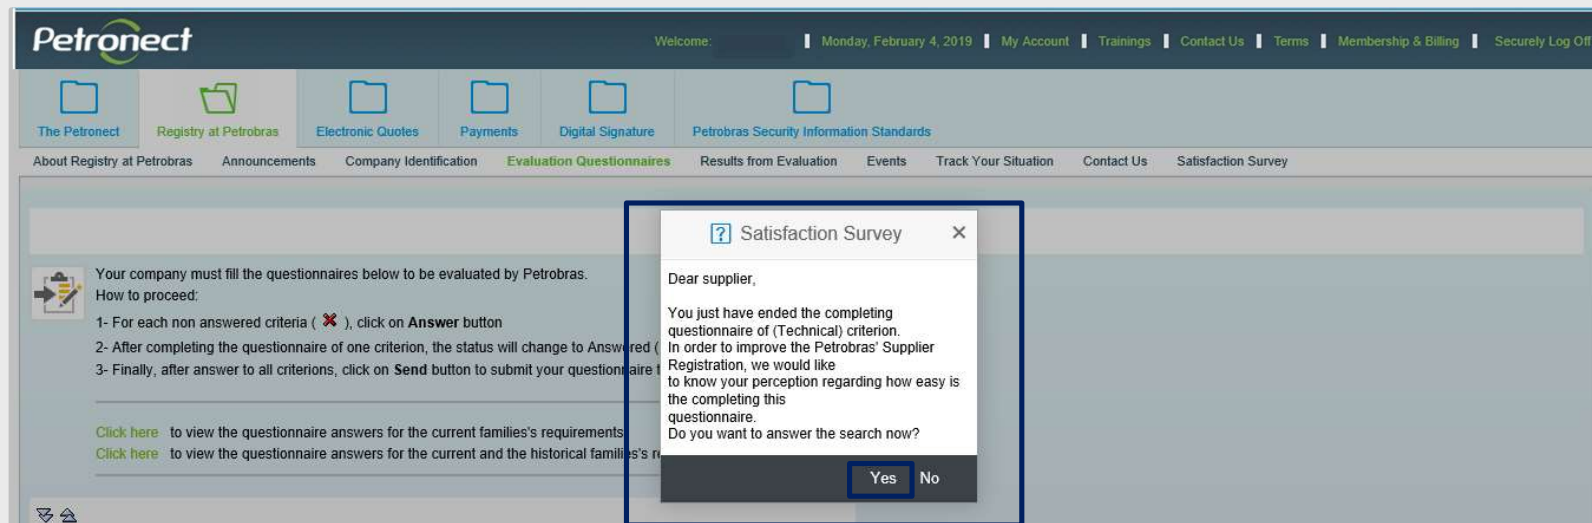 Petronect
Welcome: | Monday, February 4, 2019 | My Account | Trainings | Contact Us | Terms | Membership & Billing | Securely Log Off
The Petronect Registry at Petrobras Electronic Quotes Payments Digital Signature Petrobras Security Information Standards
About Registry at Petrobras Announcements Company Identification Evaluation Questionnaires Results from Evaluation Events Track Your Situation Contact Us Satisfaction Survey
Your company must fill the questionnaires below to be evaluated by Petrobras.
How to proceed:
1- For each non answered criteria ( ), click on Answer button
2- After completing the questionnaire of one criterion, the status will change to Answered (
3- Finally, after answer to all criterions, click on Send button to submit your questionnaire
Click here to view the questionnaire answers for the current families's requirements
Click here to view the questionnaire answers for the current and the historical families's
? Satisfaction Survey ×
Dear supplier,
You just have ended the completing
questionnaire of (Technical) criterion.
In order to improve the Petrobras' Supplier
Registration, we would like
to know your perception regarding how easy is
the completing this
questionnaire.
Do you want to answer the search now?
Yes No